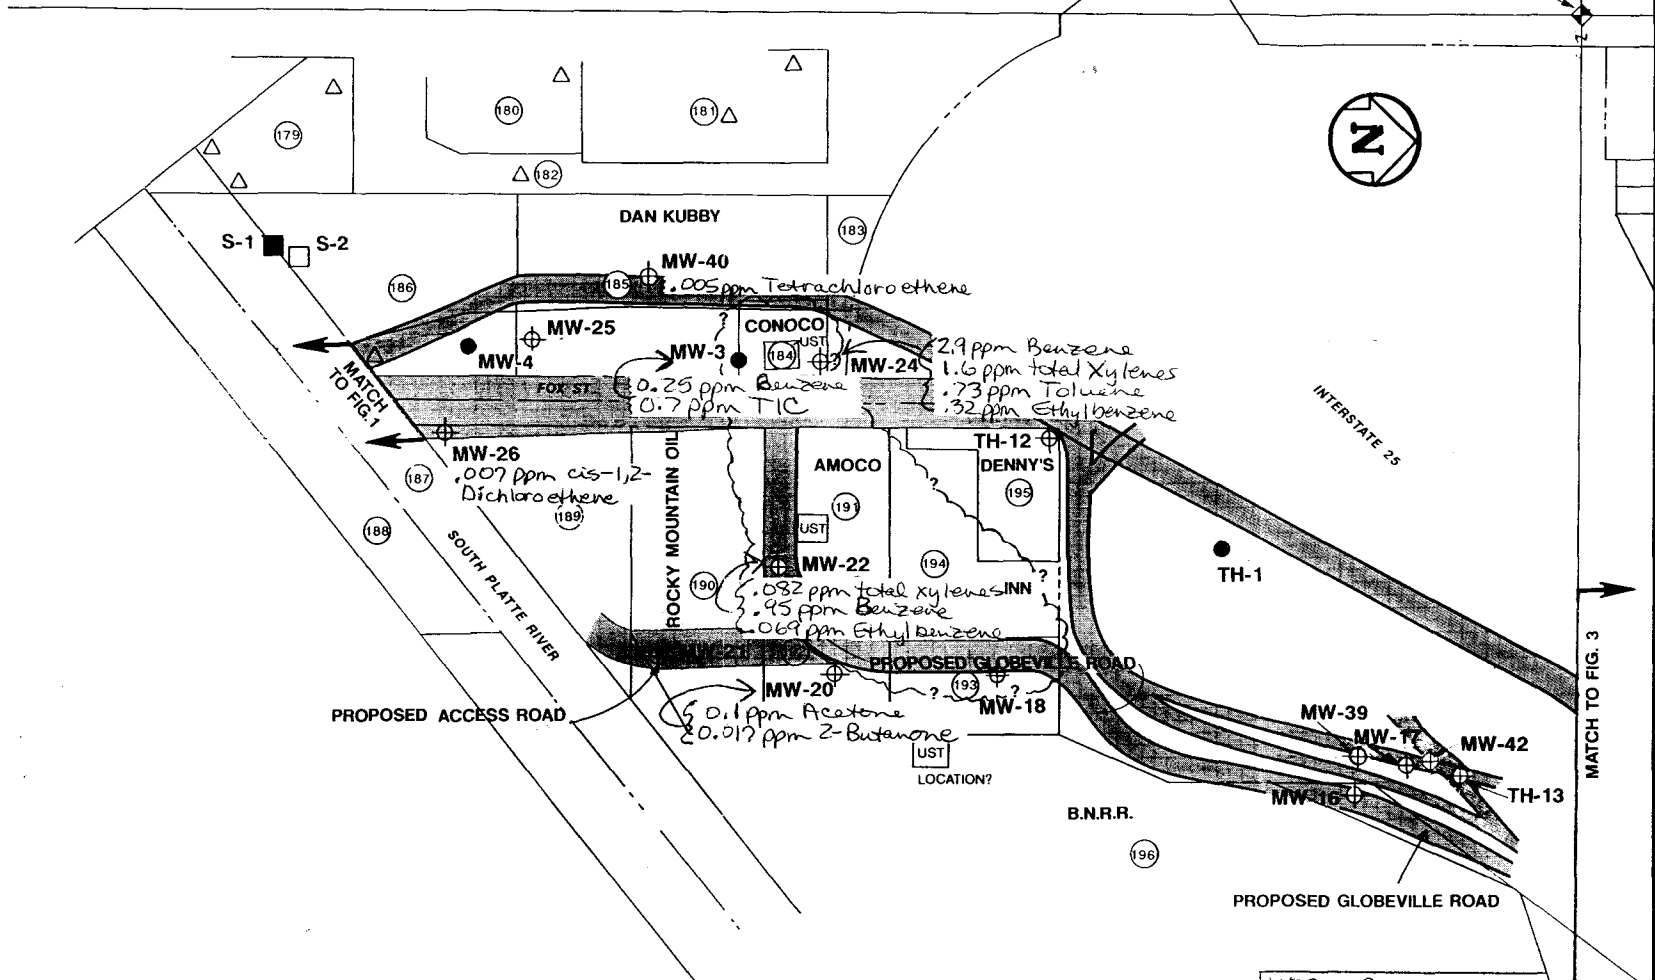 N
179
180
181
182
DAN KUBBY
183
S-1
S-2
MW-40
.005 ppm Tetrachloroethene
185
186
MW-25
CONOCO
UST
184
MW-3
MW-4
MW-24
2.9 ppm Benzene
1.6 ppm total Xylenes
.73 ppm Toluene
.32 ppm Ethylbenzene
0.25 ppm Benzene
0.7 ppm TIC
FOX ST.
MATCH
TO FIG. 1
INTERSTATE 25
MW-26
.007 ppm cis-1,2-
Dichloroethene
187
188
189
SOUTH PLATTE RIVER
ROCKY MOUNTAIN OIL
190
AMOCO
191
UST
TH-12
DENNY'S
195
?
?
?
194
INN
MW-22
.082 ppm total xylenes
.95 ppm Benzene
.069 ppm Ethylbenzene
TH-1
MW-21
PROPOSED GLOBEVILLE ROAD
193
?
?
MW-20
MW-18
0.1 ppm Acetone
0.017 ppm 2-Butanone
PROPOSED ACCESS ROAD
UST
LOCATION?
MW-39
MW-17
MW-42
TH-13
MW-16
B.N.R.R.
196
PROPOSED GLOBEVILLE ROAD
MATCH TO FIG. 3